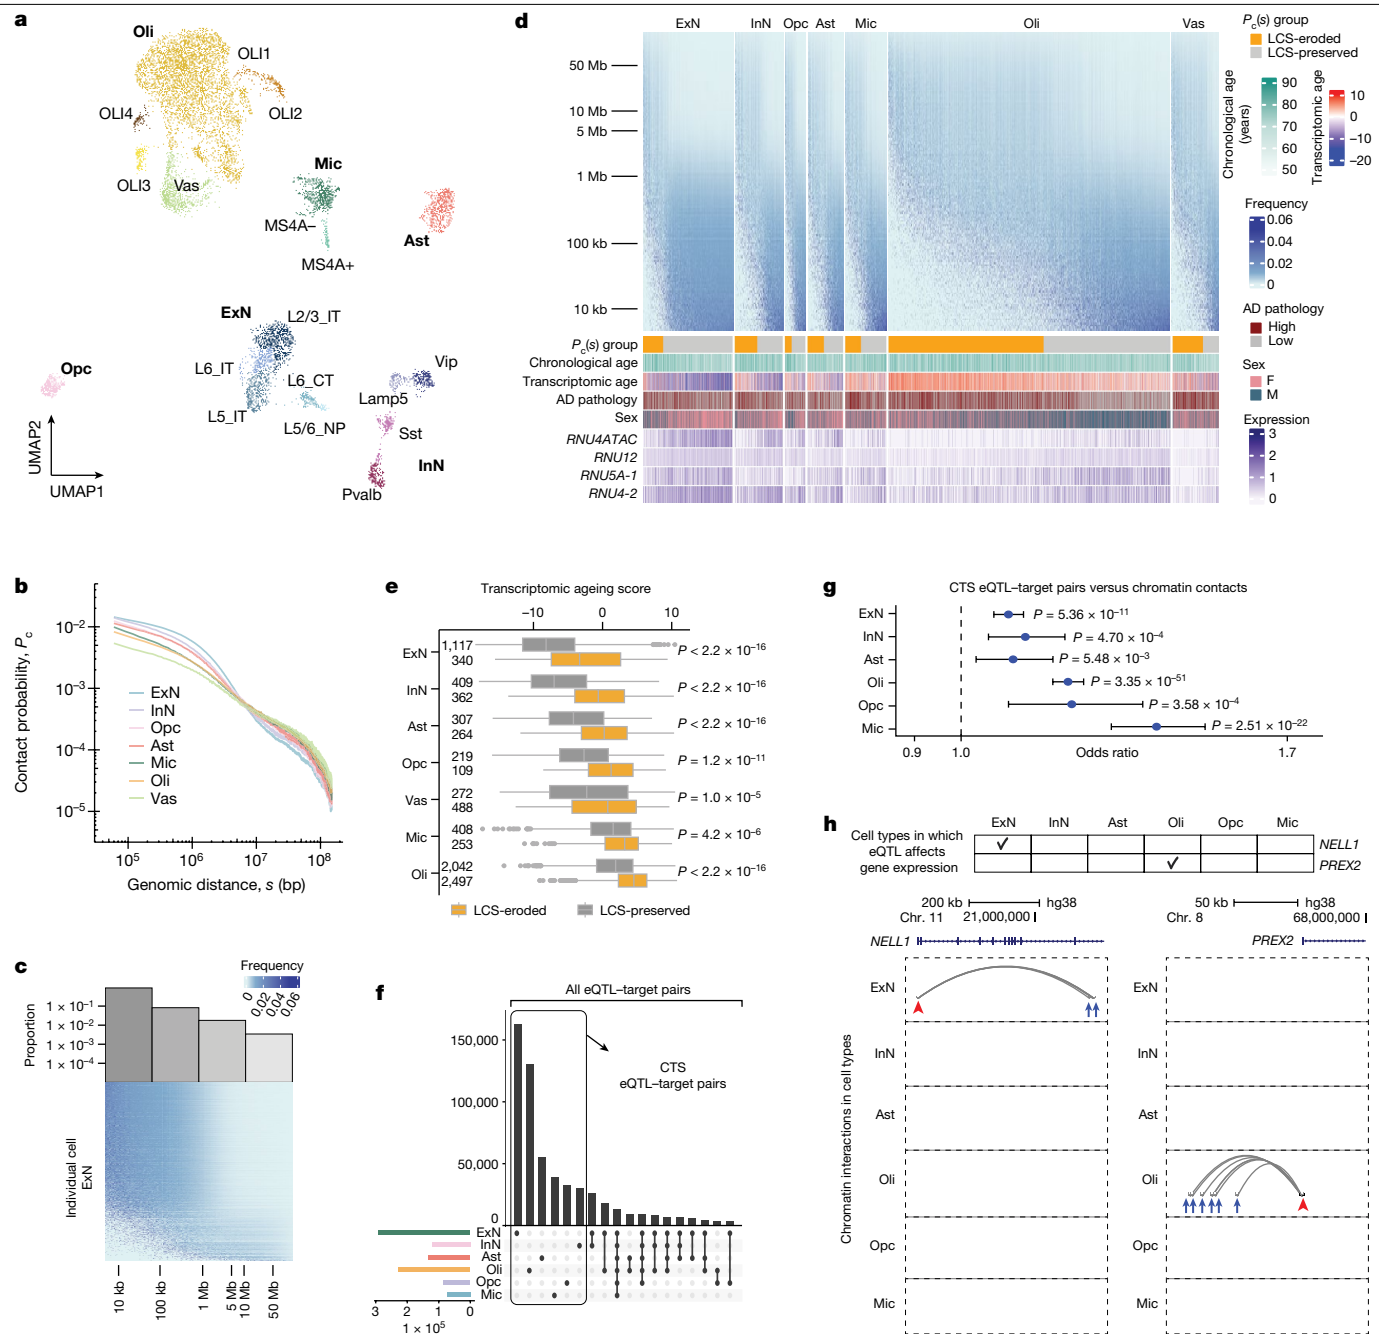 a
Oli
OLI1
OLI4
OLI2
OLI3
Vas
Mic
MS4A−
MS4A+
Ast
ExN
L2/3_IT
L6_IT
L6_CT
L5_IT
L5/6_NP
Vip
Lamp5
Sst
InN
Pvalb
Opc
UMAP2
UMAP1
d
ExN InN Opc Ast Mic Oli Vas
50 Mb
10 Mb
5 Mb
1 Mb
100 kb
10 kb
Pc(s) group
Chronological age
Transcriptomic age
AD pathology
Sex
RNU4ATAC
RNU12
RNU5A-1
RNU4-2
Pc(s) group
LCS-eroded
LCS-preserved
Chronological age (years)
90
80
70
60
50
Transcriptomic age
10
0
−10
−20
Frequency
0.06
0.04
0.02
0
AD pathology
High
Low
Sex
F
M
Expression
3
2
1
0
b
Contact probability, Pc
10−2
10−3
10−4
10−5
ExN
InN
Opc
Ast
Mic
Oli
Vas
10⁵ 10⁶ 10⁷ 10⁸
Genomic distance, s (bp)
e
Transcriptomic ageing score
−10 0 10
ExN 1,117 340 P < 2.2 × 10−16
InN 409 362 P < 2.2 × 10−16
Ast 307 264 P < 2.2 × 10−16
Opc 219 109 P = 1.2 × 10−11
Vas 272 488 P = 1.0 × 10−5
Mic 408 253 P = 4.2 × 10−6
Oli 2,042 2,497 P < 2.2 × 10−16
LCS-eroded LCS-preserved
g
CTS eQTL–target pairs versus chromatin contacts
ExN P = 5.36 × 10−11
InN P = 4.70 × 10−4
Ast P = 5.48 × 10−3
Oli P = 3.35 × 10−51
Opc P = 3.58 × 10−4
Mic P = 2.51 × 10−22
0.9 1.0 Odds ratio 1.7
c
Frequency
0 0.02 0.04 0.06
Proportion
1 × 10−1
1 × 10−2
1 × 10−3
1 × 10−4
Individual cell
ExN
10 kb 100 kb 1 Mb 5 Mb 10 Mb 50 Mb
f
All eQTL–target pairs
CTS
eQTL–target pairs
150,000
100,000
50,000
0
ExN
InN
Ast
Oli
Opc
Mic
3 2 1 0
1 × 10⁵
h
ExN InN Ast Oli Opc Mic
Cell types in which
eQTL affects
gene expression
NELL1
PREX2
200 kb hg38
Chr. 11 21,000,000
NELL1
50 kb hg38
Chr. 8 68,000,000
PREX2
Chromatin interactions in cell types
ExN
InN
Ast
Oli
Opc
Mic
ExN
InN
Ast
Oli
Opc
Mic